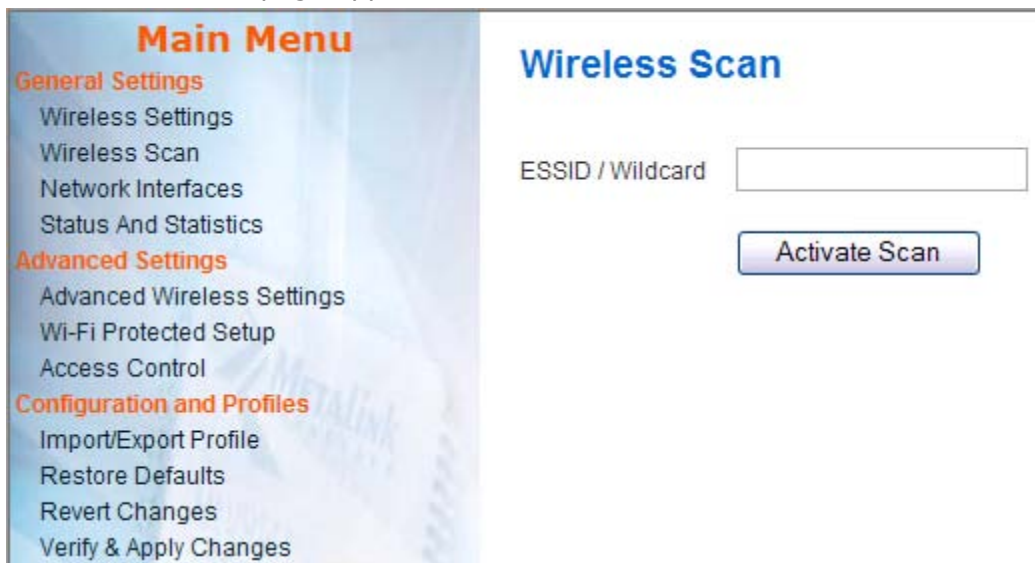 Main Menu
General Settings
Wireless Settings
Wireless Scan
Network Interfaces
Status And Statistics
Advanced Settings
Advanced Wireless Settings
Wi-Fi Protected Setup
Access Control
Configuration and Profiles
Import/Export Profile
Restore Defaults
Revert Changes
Verify & Apply Changes
Wireless Scan
ESSID / Wildcard
Activate Scan
METALINK